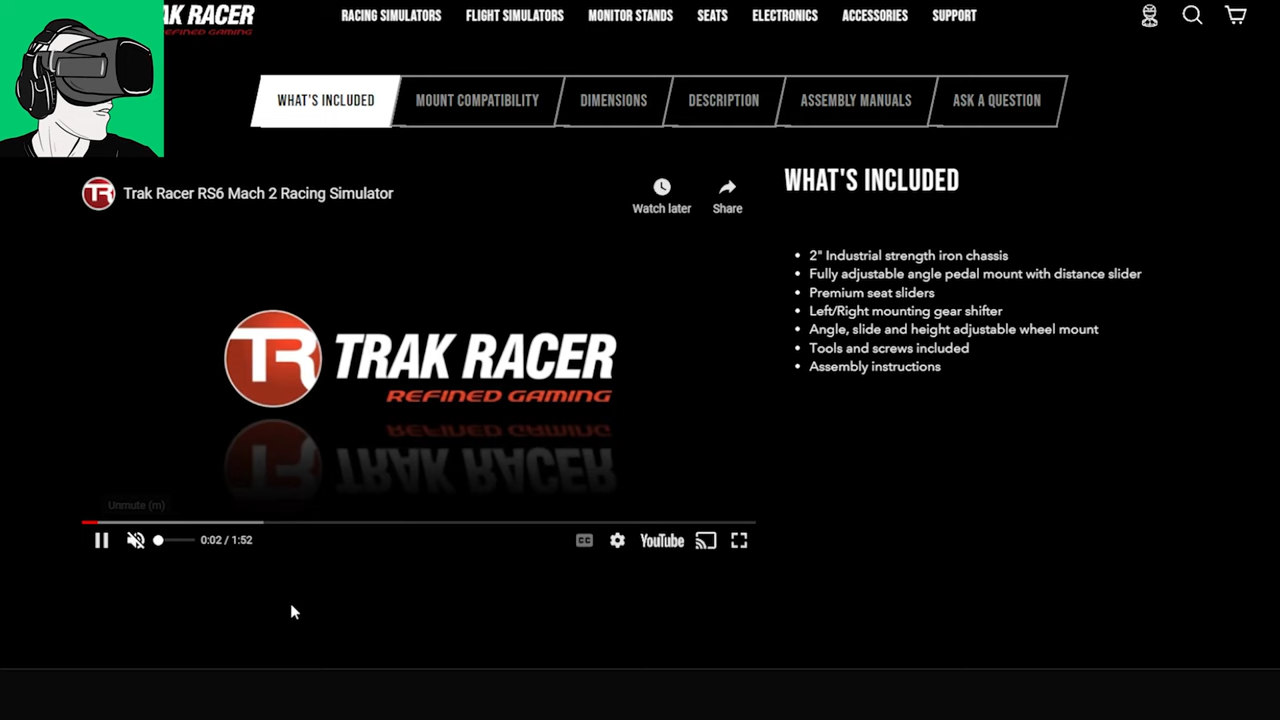 RAK RACER
REFINED GAMING
RACING SIMULATORS
FLIGHT SIMULATORS
MONITOR STANDS
SEATS
ELECTRONICS
ACCESSORIES
SUPPORT
WHAT'S INCLUDED
MOUNT COMPATIBILITY
DIMENSIONS
DESCRIPTION
ASSEMBLY MANUALS
ASK A QUESTION
TR
Trak Racer RS6 Mach 2 Racing Simulator
Watch later
Share
TR
TRAK RACER
REFINED GAMING
Unmute (m)
0:02 / 1:52
CC
YouTube
WHAT'S INCLUDED
• 2" Industrial strength iron chassis
• Fully adjustable angle pedal mount with distance slider
• Premium seat sliders
• Left/Right mounting gear shifter
• Angle, slide and height adjustable wheel mount
• Tools and screws included
• Assembly instructions